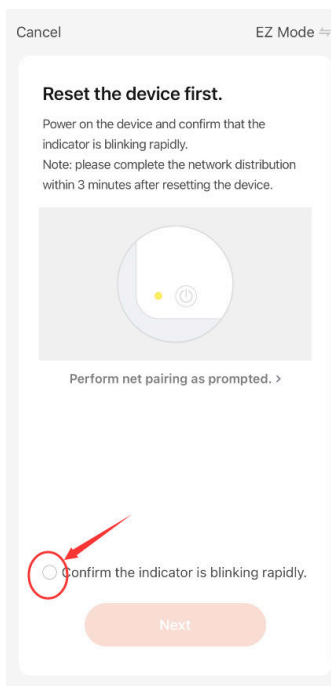 Cancel
EZ Mode
Reset the device first.
Power on the device and confirm that the
indicator is blinking rapidly.
Note: please complete the network distribution
within 3 minutes after resetting the device.
Perform net pairing as prompted. >
Confirm the indicator is blinking rapidly.
Next